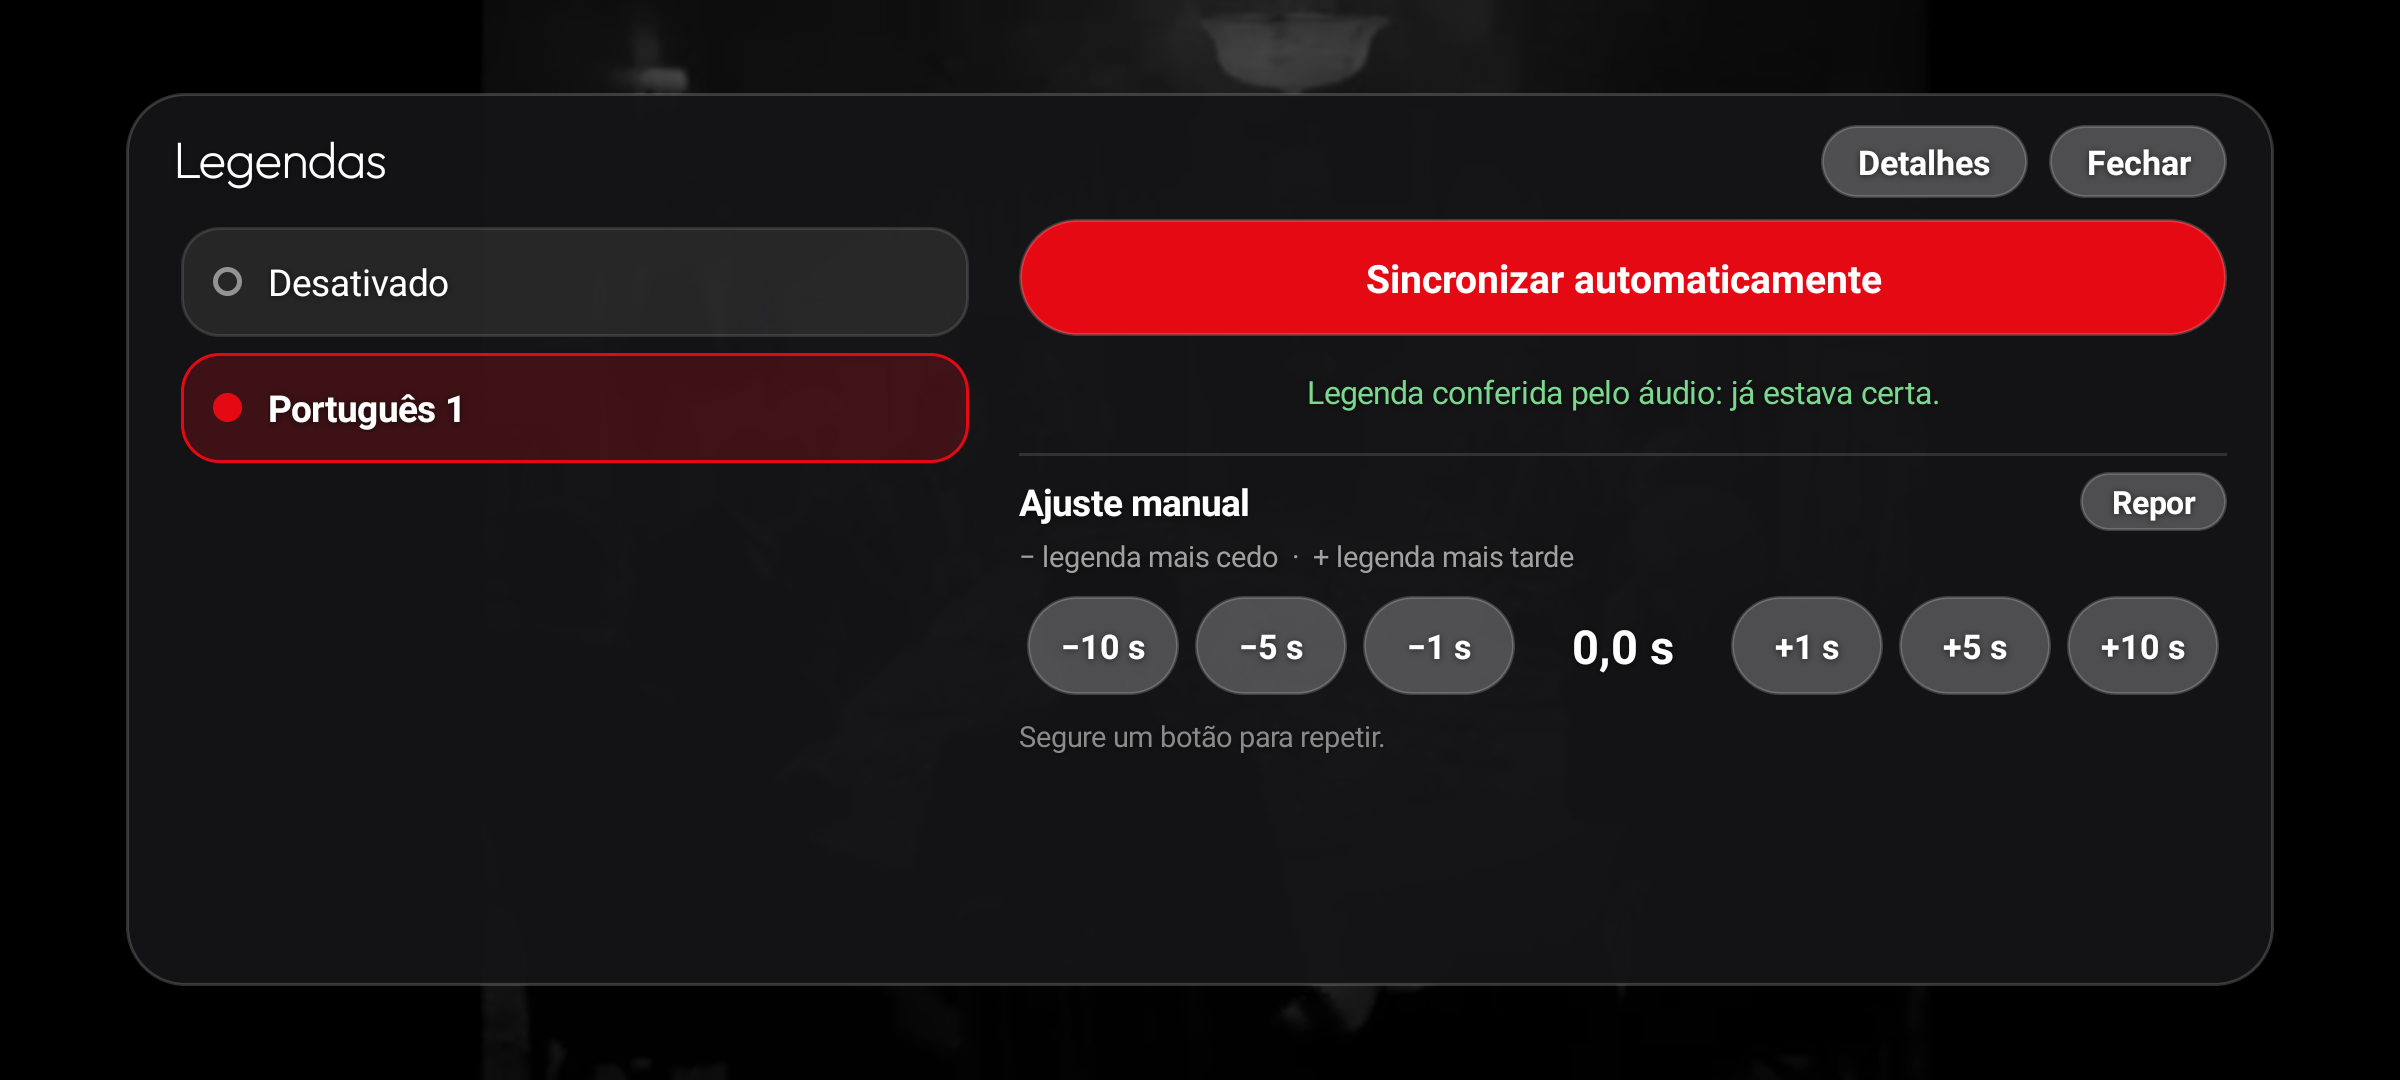 Legendas
Detalhes
Fechar
Desativado
Português 1
Sincronizar automaticamente
Legenda conferida pelo áudio: já estava certa.
Ajuste manual
Repor
− legenda mais cedo · + legenda mais tarde
−10 s
−5 s
−1 s
0,0 s
+1 s
+5 s
+10 s
Segure um botão para repetir.